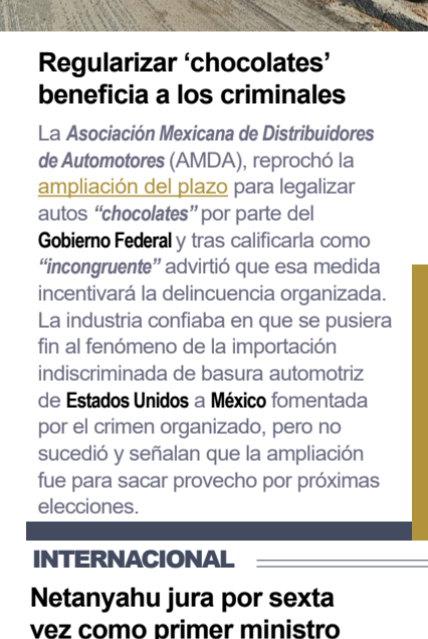 Regularizar ‘chocolates’
beneficia a los criminales
La Asociación Mexicana de Distribuidores
de Automotores (AMDA), reprochó la
ampliación del plazo para legalizar
autos “chocolates” por parte del
Gobierno Federal y tras calificarla como
“incongruente” advirtió que esa medida
incentivará la delincuencia organizada.
La industria confiaba en que se pusiera
fin al fenómeno de la importación
indiscriminada de basura automotriz
de Estados Unidos a México fomentada
por el crimen organizado, pero no
sucedió y señalan que la ampliación
fue para sacar provecho por próximas
elecciones.
INTERNACIONAL
Netanyahu jura por sexta
vez como primer ministro